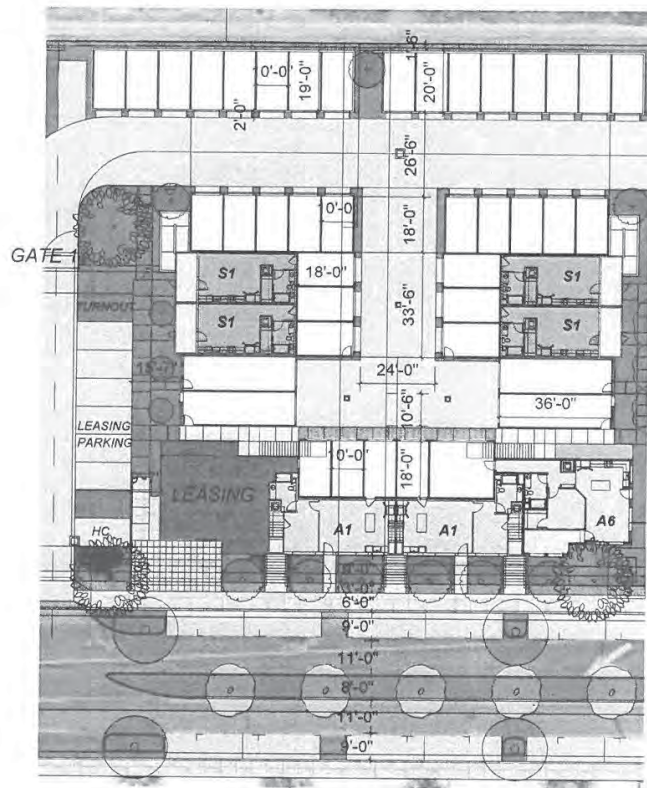 1'-6"
10'-0"
19'-0"
20'-0"
2'-0"
26'-6"
10'-0"
18'-0"
GATE 1
S1
18'-0"
S1
TURNOUT
33'-6"
S1
S1
24'-0"
10'-6"
36'-0"
LEASING
PARKING
LEASING
10'-0"
18'-0"
HC
A1
A1
A6
6'-0"
9'-0"
11'-0"
8'-0"
11'-0"
9'-0"